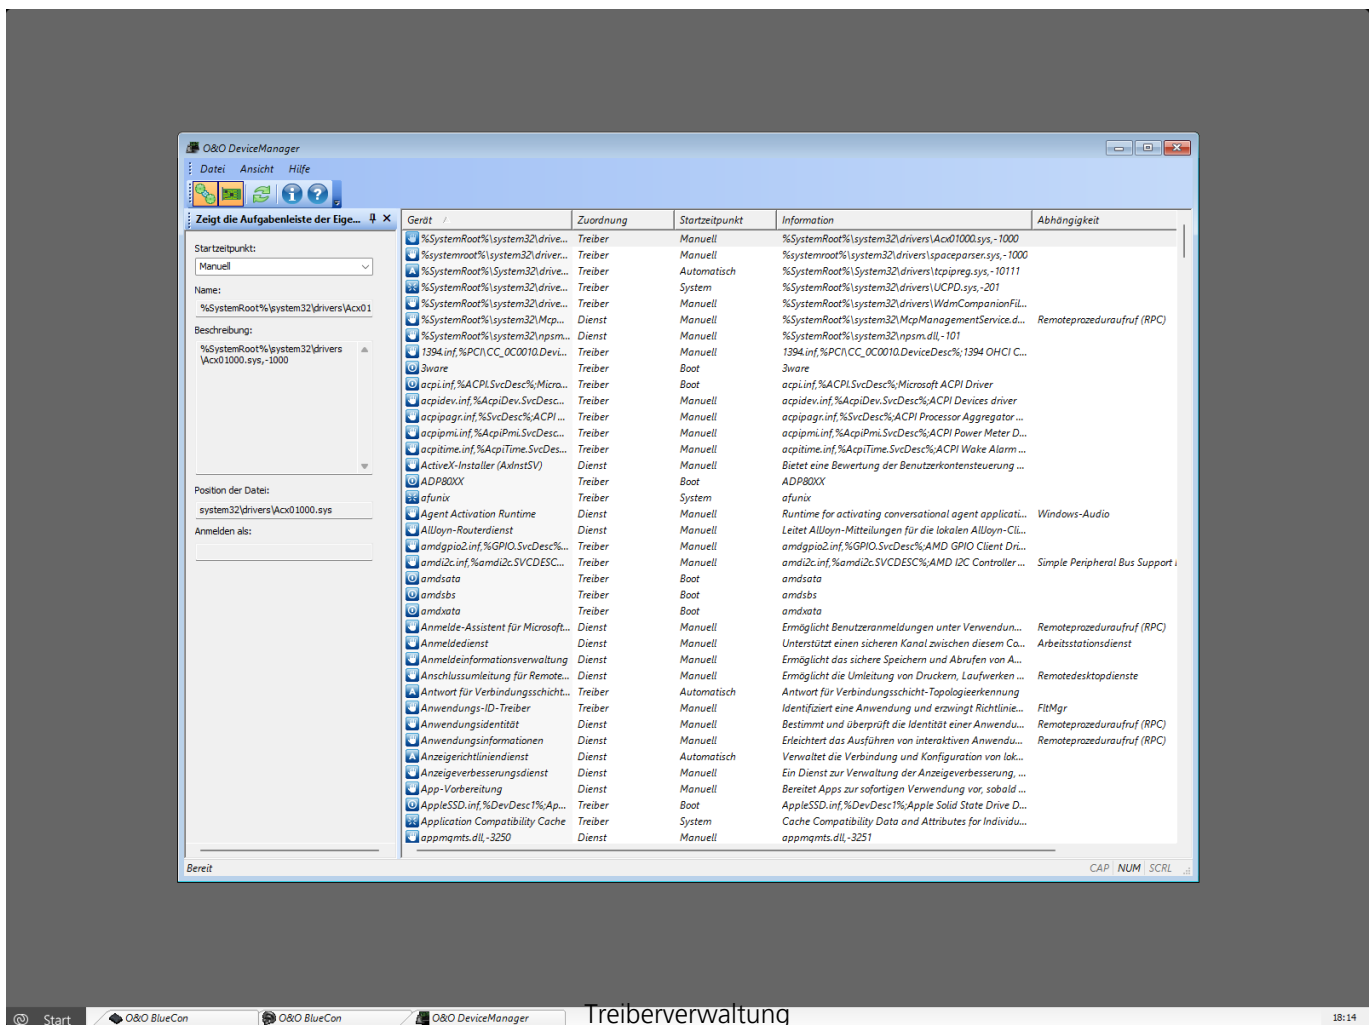 O&O DeviceManager
Datei Ansicht Hilfe
Zeigt die Aufgabenleiste der Eige...
Startzeitpunkt:
Manuell
Name:
%SystemRoot%\system32\drivers\Acx01
Beschreibung:
%SystemRoot%\system32\drivers
\Acx01000.sys,-1000
Position der Datei:
system32\drivers\Acx01000.sys
Anmelden als:
Gerät Zuordnung Startzeitpunkt Information Abhängigkeit
%SystemRoot%\system32\drive... Treiber Manuell %SystemRoot%\system32\drivers\Acx01000.sys,-1000
%systemroot%\system32\driver... Treiber Manuell %systemroot%\system32\drivers\spaceparser.sys,-1000
%SystemRoot%\System32\drive... Treiber Automatisch %SystemRoot%\System32\drivers\tcpipreg.sys,-10111
%SystemRoot%\System32\drive... Treiber System %SystemRoot%\system32\drivers\UCPD.sys,-201
%SystemRoot%\System32\drive... Treiber Manuell %SystemRoot%\system32\drivers\WdmCompanionFil...
%SystemRoot%\system32\Mcp... Dienst Manuell %SystemRoot%\system32\McpManagementService.d... Remoteprozeduraufruf (RPC)
%SystemRoot%\system32\npsm... Dienst Manuell %SystemRoot%\system32\npsm.dll,-101
1394.inf,%PCI\CC_0C0010.Devi... Treiber Manuell 1394.inf,%PCI\CC_0C0010.DeviceDesc%;1394 OHCI C...
3ware Treiber Boot 3ware
acpi.inf,%ACPI.SvcDesc%;Micro... Treiber Boot acpi.inf,%ACPI.SvcDesc%;Microsoft ACPI Driver
acpidev.inf,%AcpiDev.SvcDesc... Treiber Manuell acpidev.inf,%AcpiDev.SvcDesc%;ACPI Devices driver
acpipagr.inf,%SvcDesc%;ACPI ... Treiber Manuell acpipagr.inf,%SvcDesc%;ACPI Processor Aggregator ...
acpipmi.inf,%AcpiPmi.SvcDesc... Treiber Manuell acpipmi.inf,%AcpiPmi.SvcDesc%;ACPI Power Meter D...
acpitime.inf,%AcpiTime.SvcDes... Treiber Manuell acpitime.inf,%AcpiTime.SvcDesc%;ACPI Wake Alarm ...
ActiveX-Installer (AxInstSV) Dienst Manuell Bietet eine Bewertung der Benutzerkontensteuerung ...
ADP80XX Treiber Boot ADP80XX
afunix Treiber System afunix
Agent Activation Runtime Dienst Manuell Runtime for activating conversational agent applicati... Windows-Audio
AllJoyn-Routerdienst Dienst Manuell Leitet AllJoyn-Mitteilungen für die lokalen AllJoyn-Cli...
amdgpio2.inf,%GPIO.SvcDesc%... Treiber Manuell amdgpio2.inf,%GPIO.SvcDesc%;AMD GPIO Client Dri...
amdi2c.inf,%amdi2c.SVCDESC... Treiber Manuell amdi2c.inf,%amdi2c.SVCDESC%;AMD I2C Controller ... Simple Peripheral Bus Support
amdsata Treiber Boot amdsata
amdsbs Treiber Boot amdsbs
amdxata Treiber Boot amdxata
Anmelde-Assistent für Microsoft... Dienst Manuell Ermöglicht Benutzeranmeldungen unter Verwendun... Remoteprozeduraufruf (RPC)
Anmeldedienst Dienst Manuell Unterstützt einen sicheren Kanal zwischen diesem Co... Arbeitsstationsdienst
Anmeldeinformationsverwaltung Dienst Manuell Ermöglicht das sichere Speichern und Abrufen von A...
Anschlussumleitung für Remote... Dienst Manuell Ermöglicht die Umleitung von Druckern, Laufwerken ... Remotedesktopdienste
Antwort für Verbindungsschicht... Treiber Automatisch Antwort für Verbindungsschicht-Topologieerkennung
Anwendungs-ID-Treiber Treiber Manuell Identifiziert eine Anwendung und erzwingt Richtlinie... FltMgr
Anwendungsidentität Dienst Manuell Bestimmt und überprüft die Identität einer Anwendu... Remoteprozeduraufruf (RPC)
Anwendungsinformationen Dienst Manuell Erleichtert das Ausführen von interaktiven Anwendu... Remoteprozeduraufruf (RPC)
Anzeigerichtliniendienst Dienst Automatisch Verwaltet die Verbindung und Konfiguration von lok...
Anzeigeverbesserungsdienst Dienst Manuell Ein Dienst zur Verwaltung der Anzeigeverbesserung, ...
App-Vorbereitung Dienst Manuell Bereitet Apps zur sofortigen Verwendung vor, sobald ...
AppleSSD.inf,%DevDesc1%;Ap... Treiber Boot AppleSSD.inf,%DevDesc1%;Apple Solid State Drive D...
Application Compatibility Cache Treiber System Cache Compatibility Data and Attributes for Individu...
appmgmts.dll,-3250 Dienst Manuell appmgmts.dll,-3251
Bereit CAP NUM SCRL
Start O&O BlueCon O&O BlueCon O&O DeviceManager 18:14
Treiberverwaltung